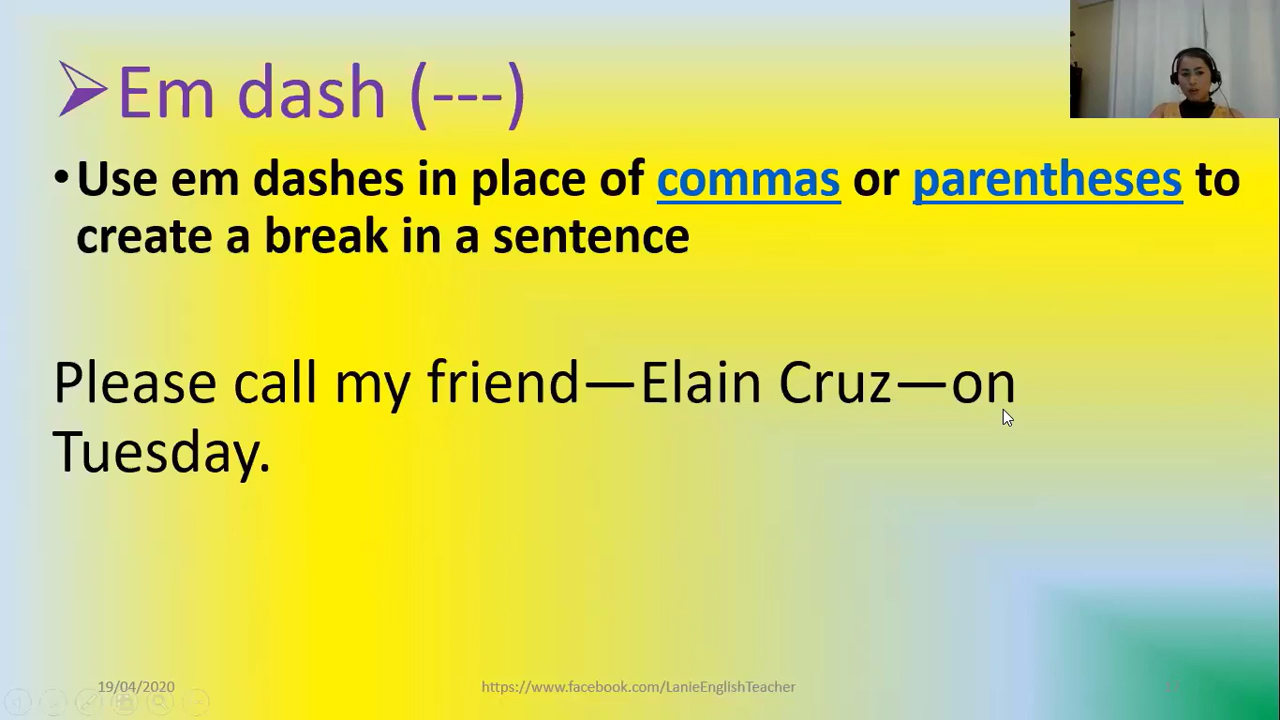 ➢Em dash (---)
•Use em dashes in place of commas or parentheses to
create a break in a sentence
Please call my friend—Elain Cruz—on
Tuesday.
19/04/2020
https://www.facebook.com/LanieEnglishTeacher